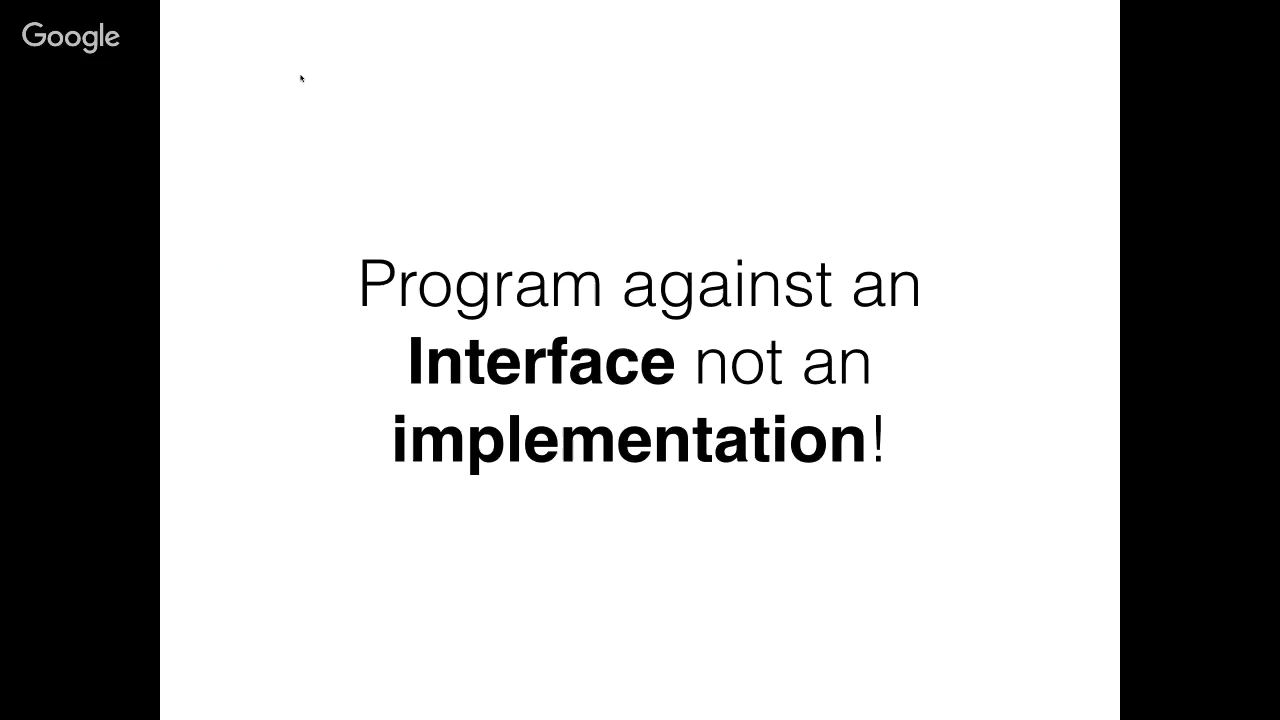 Google
Program against an
Interface not an
implementation!